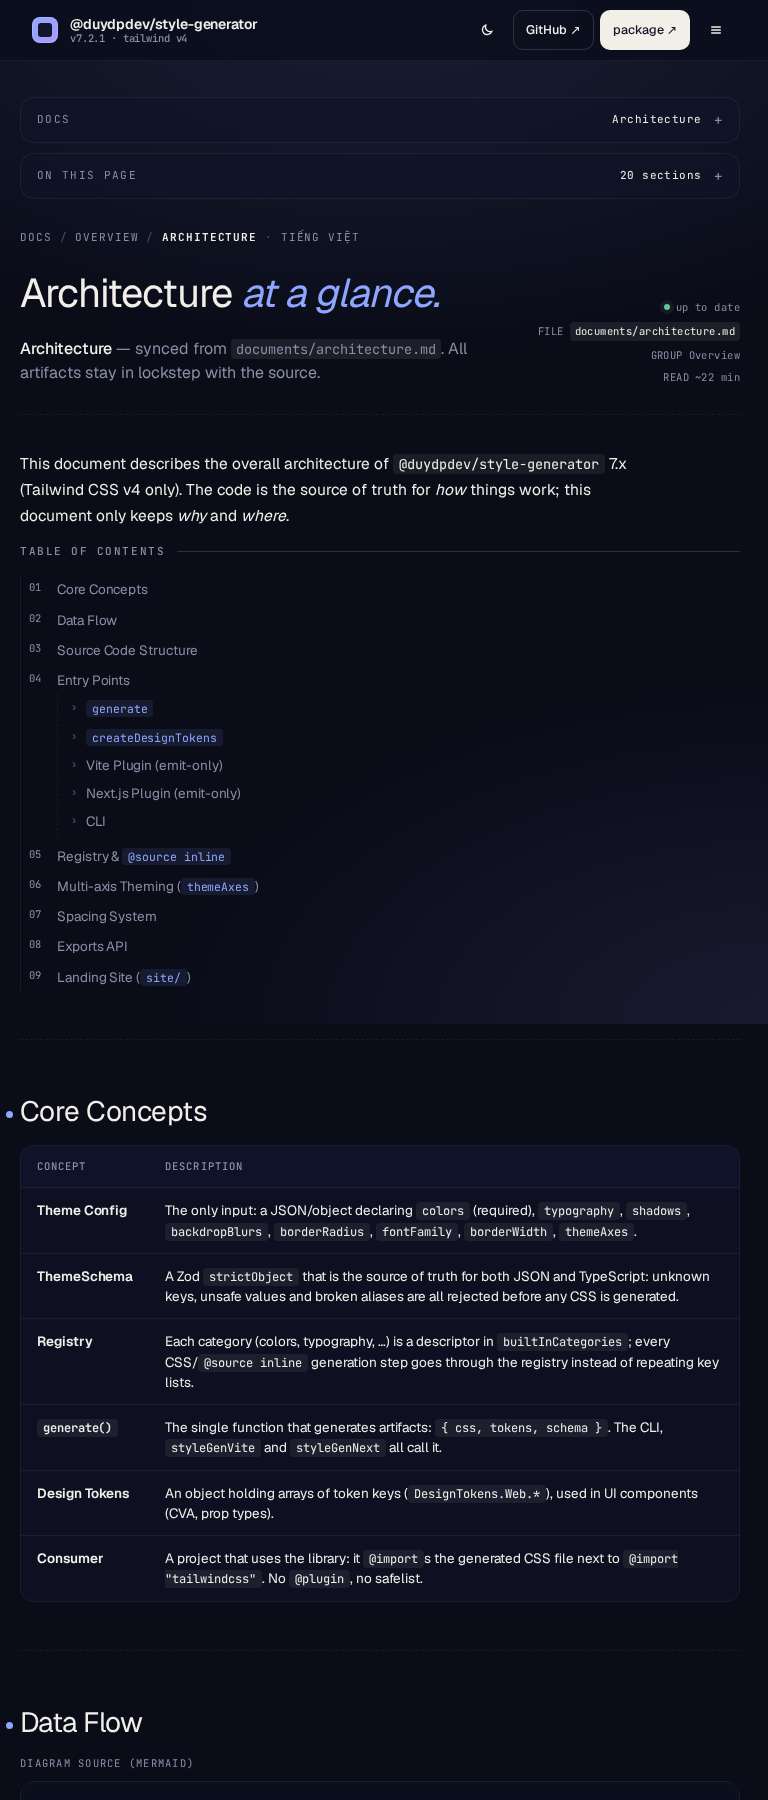 @duydpdev/style-generator
v7.2.1 · tailwind v4
GitHub ↗
package ↗
DOCS
Architecture +
ON THIS PAGE
20 sections +
DOCS / OVERVIEW / ARCHITECTURE · TIẾNG VIỆT
Architecture at a glance.
up to date
FILE documents/architecture.md
GROUP Overview
READ ~22 min
Architecture — synced from documents/architecture.md. All
artifacts stay in lockstep with the source.
This document describes the overall architecture of @duydpdev/style-generator 7.x
(Tailwind CSS v4 only). The code is the source of truth for how things work; this
document only keeps why and where.
TABLE OF CONTENTS
01 Core Concepts
02 Data Flow
03 Source Code Structure
04 Entry Points
› generate
› createDesignTokens
› Vite Plugin (emit-only)
› Next.js Plugin (emit-only)
› CLI
05 Registry & @source inline
06 Multi-axis Theming (themeAxes)
07 Spacing System
08 Exports API
09 Landing Site (site/)
Core Concepts
CONCEPT DESCRIPTION
Theme Config The only input: a JSON/object declaring colors (required), typography, shadows,
backdropBlurs, borderRadius, fontFamily, borderWidth, themeAxes.
ThemeSchema A Zod strictObject that is the source of truth for both JSON and TypeScript: unknown
keys, unsafe values and broken aliases are all rejected before any CSS is generated.
Registry Each category (colors, typography, …) is a descriptor in builtInCategories; every
CSS/@source inline generation step goes through the registry instead of repeating key
lists.
generate() The single function that generates artifacts: { css, tokens, schema }. The CLI,
styleGenVite and styleGenNext all call it.
Design Tokens An object holding arrays of token keys (DesignTokens.Web.*), used in UI components
(CVA, prop types).
Consumer A project that uses the library: it @imports the generated CSS file next to @import
"tailwindcss". No @plugin, no safelist.
Data Flow
DIAGRAM SOURCE (MERMAID)